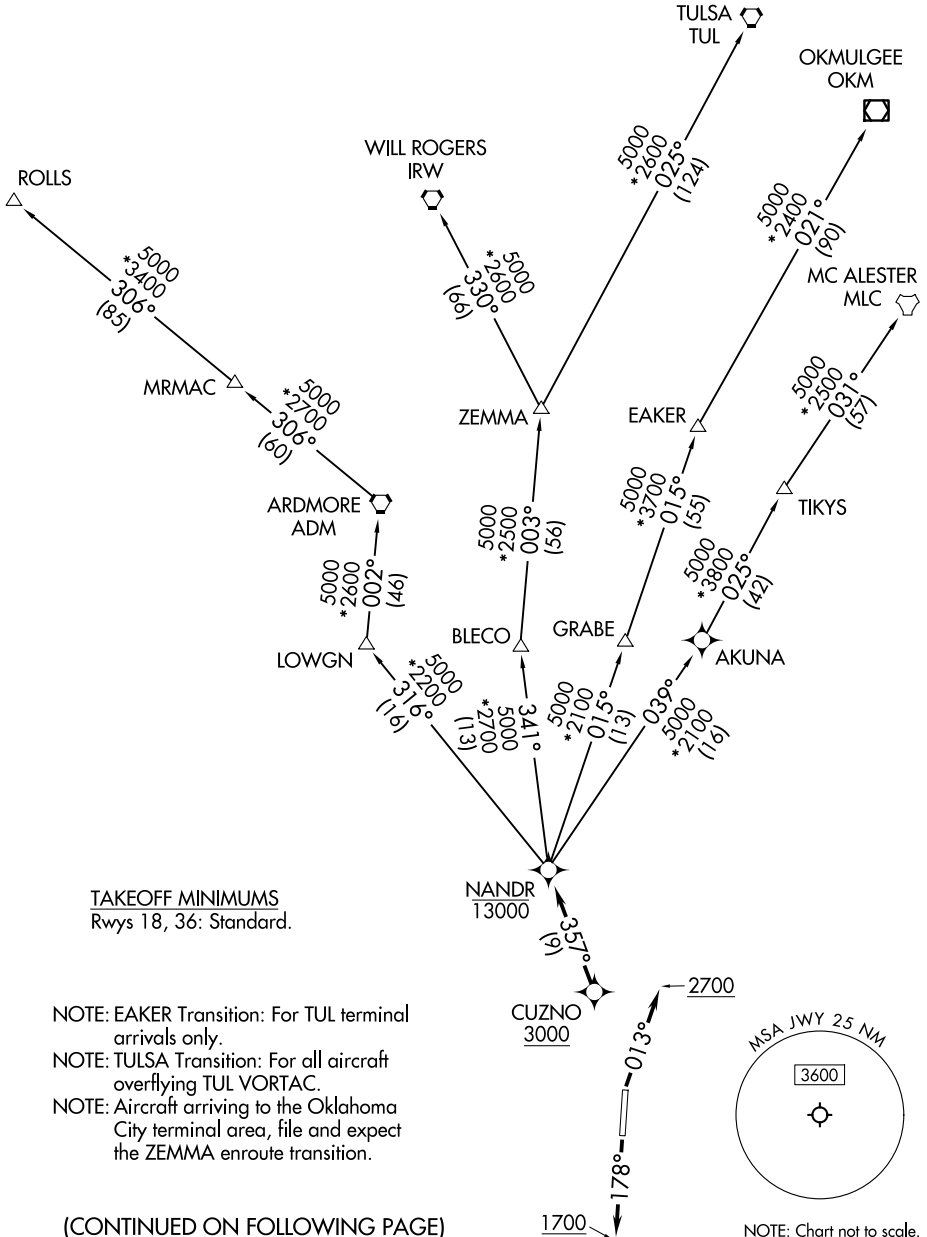 TULSA
TUL
OKMULGEE
OKM
WILL ROGERS
IRW
5000
*2600
025°
(124)
ROLLS
5000
*2400
021°
(90)
5000
*2600
330°
(66)
MC ALESTER
MLC
5000
*3400
306°
(85)
MRMAC
5000
*2700
306°
(60)
ZEMMA
EAKER
5000
*2500
031°
(57)
ARDMORE
ADM
5000
*2500
003°
(56)
5000
*3700
015°
(55)
TIKYS
5000
*2600
002°
(46)
5000
*3800
025°
(42)
LOWGN
BLECO
GRABE
AKUNA
5000
*2200
316°
(16)
341°
5000
*2700
(13)
5000
*2100
015°
(13)
039°
5000
*2100
(16)
NANDR
13000
TAKEOFF MINIMUMS
Rwys 18, 36: Standard.
357°
(9)
CUZNO
3000
2700
013°
NOTE: EAKER Transition: For TUL terminal
arrivals only.
NOTE: TULSA Transition: For all aircraft
overflying TUL VORTAC.
NOTE: Aircraft arriving to the Oklahoma
City terminal area, file and expect
the ZEMMA enroute transition.
MSA JWY 25 NM
3600
178°
1700
(CONTINUED ON FOLLOWING PAGE)
NOTE: Chart not to scale.